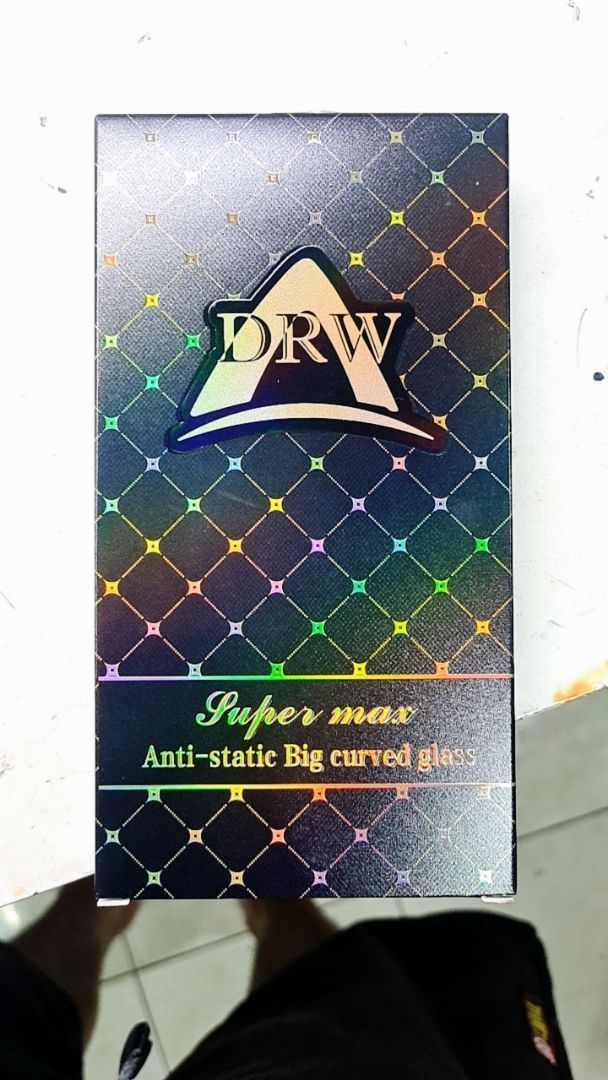 DRW
Super max
Anti-static Big curved glass